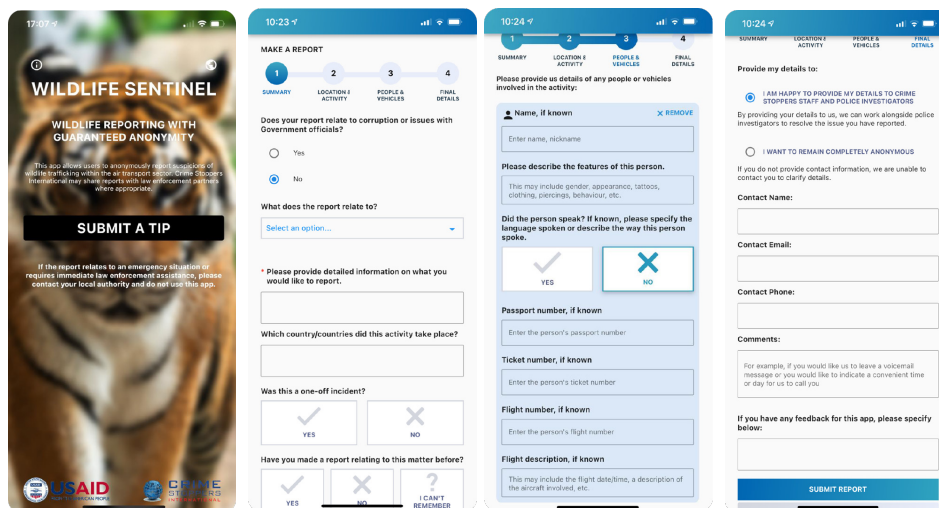 17:07
WILDLIFE SENTINEL
WILDLIFE REPORTING WITH
GUARANTEED ANONYMITY
This app allows users to anonymously report suspicions of
wildlife trafficking within the air transport sector. Crime Stoppers
International may share reports with law enforcement partners
where appropriate.
SUBMIT A TIP
If the report relates to an emergency situation or
requires immediate law enforcement assistance, please
contact your local authority and do not use this app.
USAID
FROM THE AMERICAN PEOPLE
CRIME
STOPPERS
INTERNATIONAL
10:23
MAKE A REPORT
1
2
3
4
SUMMARY
LOCATION &
ACTIVITY
PEOPLE &
VEHICLES
FINAL
DETAILS
Does your report relate to corruption or issues with
Government officials?
Yes
No
What does the report relate to?
Select an option...
* Please provide detailed information on what you
would like to report.
Which country/countries did this activity take place?
Was this a one-off incident?
YES
NO
Have you made a report relating to this matter before?
YES
NO
?
I CAN'T
REMEMBER
10:24
1
2
3
4
SUMMARY
LOCATION &
ACTIVITY
PEOPLE &
VEHICLES
FINAL
DETAILS
Please provide us details of any people or vehicles
involved in the activity:
Name, if known
× REMOVE
Enter name, nickname
Please describe the features of this person.
This may include gender, appearance, tattoos,
clothing, piercings, behaviour, etc.
Did the person speak? If known, please specify the
language spoken or describe the way this person
spoke.
YES
NO
Passport number, if known
Enter the person's passport number
Ticket number, if known
Enter the person's ticket number
Flight number, if known
Enter the person's flight number
Flight description, if known
This may include the flight date/time, a description of
the aircraft involved, etc.
10:24
SUMMARY
LOCATION &
ACTIVITY
PEOPLE &
VEHICLES
FINAL
DETAILS
Provide my details to:
I AM HAPPY TO PROVIDE MY DETAILS TO CRIME
STOPPERS STAFF AND POLICE INVESTIGATORS
By providing your details to us, we can work alongside police
investigators to resolve the issue you have reported.
I WANT TO REMAIN COMPLETELY ANONYMOUS
If you do not provide contact information, we are unable to
contact you to clarify details.
Contact Name:
Contact Email:
Contact Phone:
Comments:
For example, if you would like us to leave a voicemail
message or you would like to indicate a convenient time
or day for us to call you
If you have any feedback for this app, please specify
below:
SUBMIT REPORT